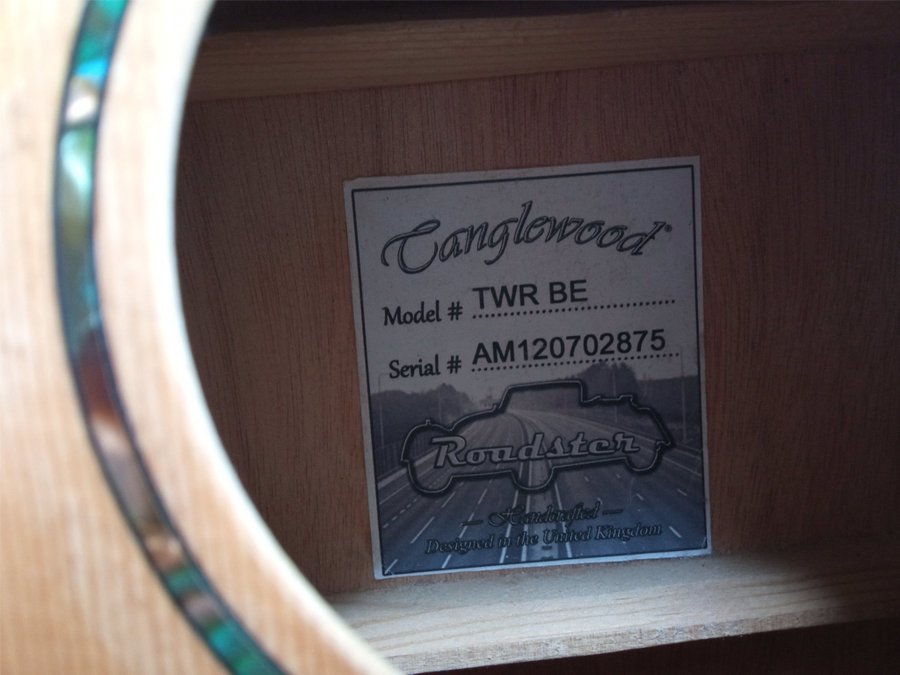 Tanglewood®
Model # TWR BE
Serial # AM120702875
Roadster
— Handcrafted —
Designed in the United Kingdom